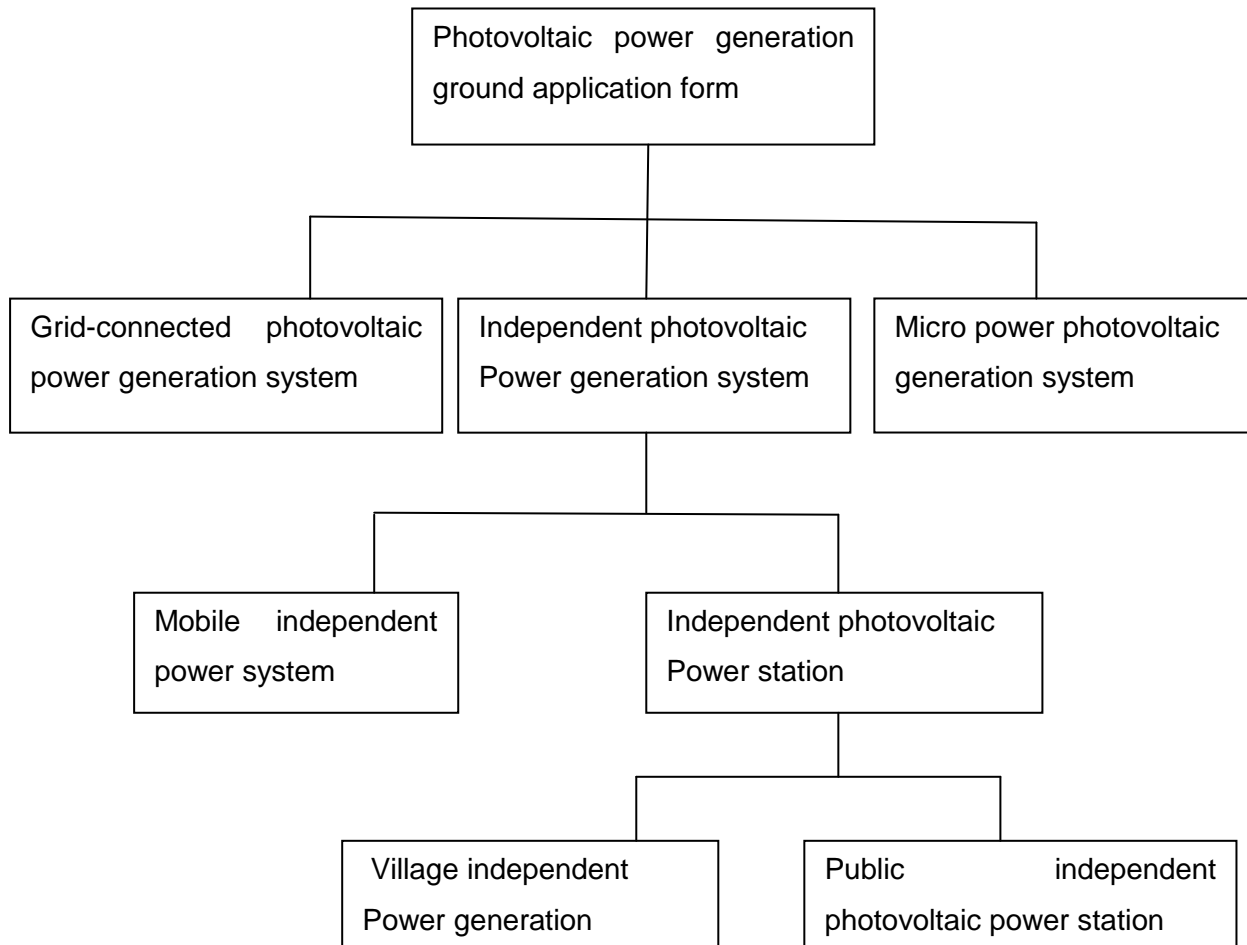 Photovoltaic power generation
ground application form
Grid-connected photovoltaic
power generation system
Independent photovoltaic
Power generation system
Micro power photovoltaic
generation system
Mobile independent
power system
Independent photovoltaic
Power station
Village independent
Power generation
Public independent
photovoltaic power station